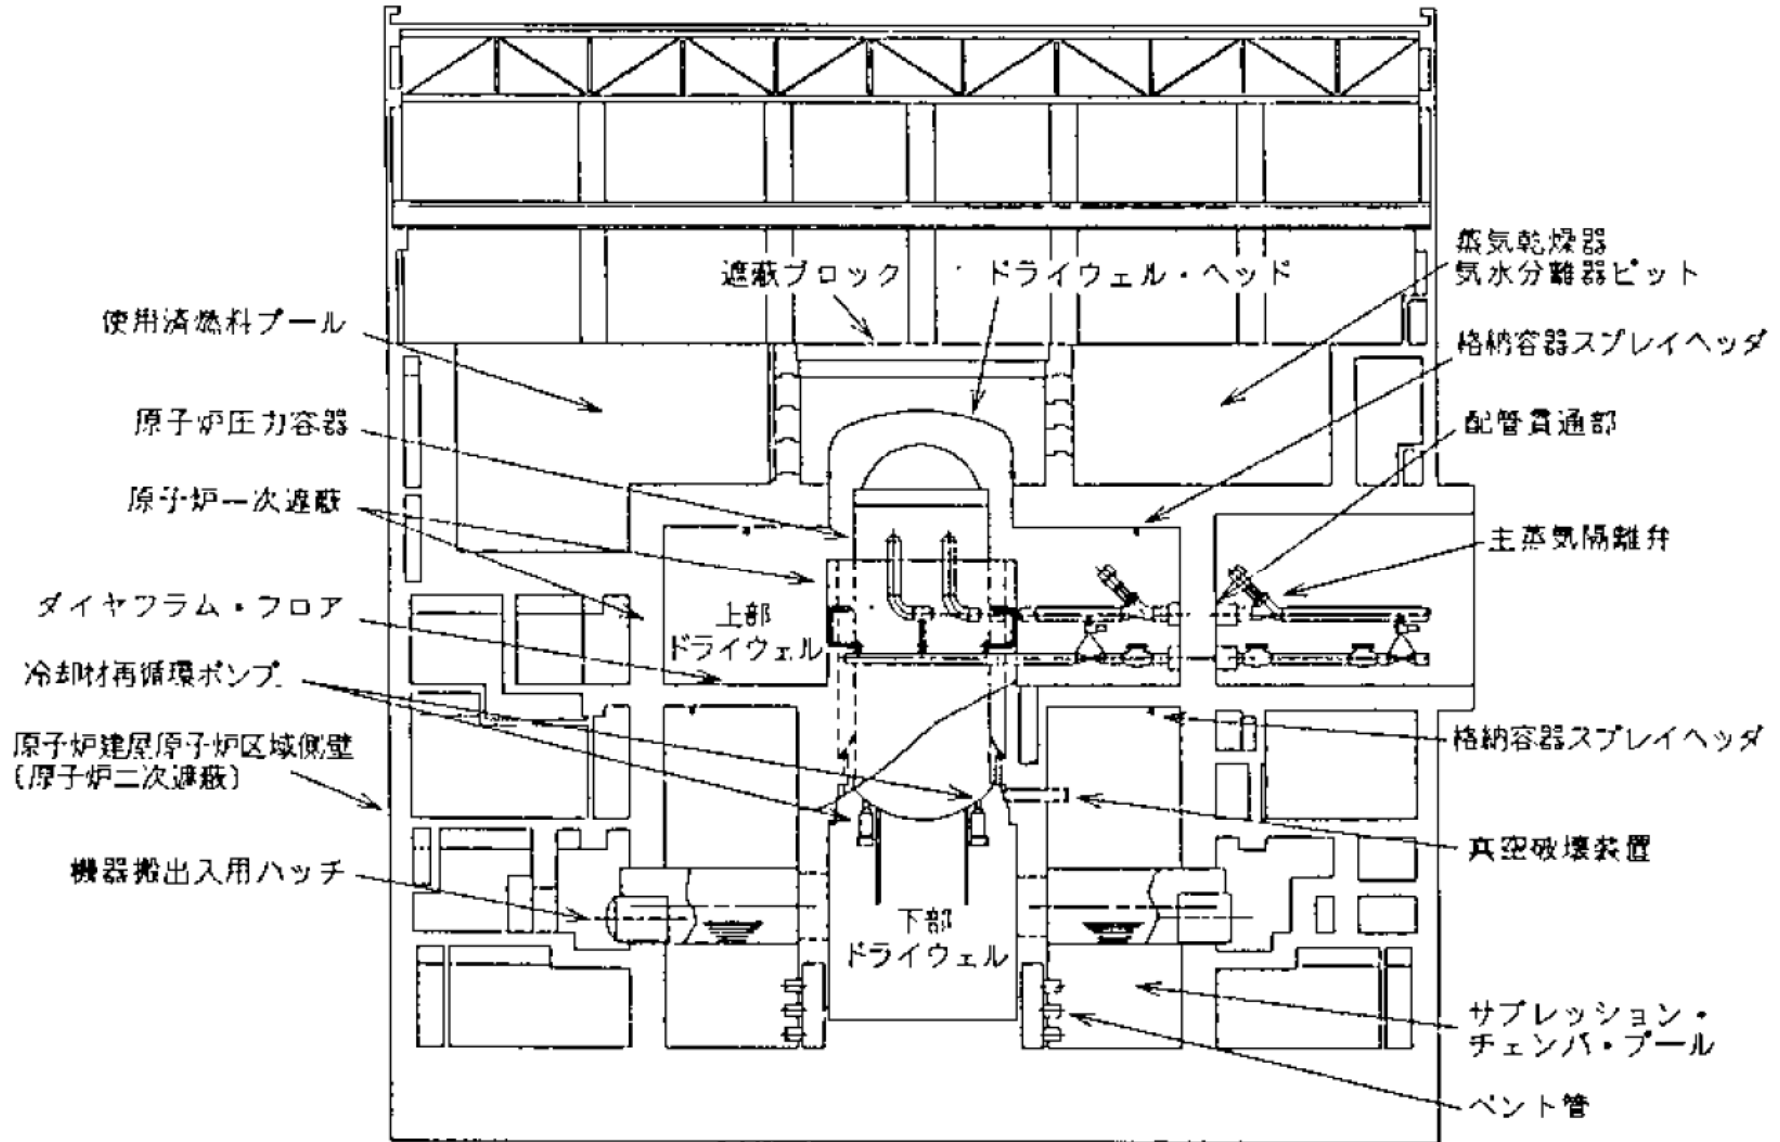 遮蔽ブロック
ドライウェル・ヘッド
蒸気乾燥器
気水分離器ピット
使用済燃料プール
格納容器スプレイヘッダ
原子炉圧力容器
配管貫通部
原子炉一次遮蔽
主蒸気隔離弁
ダイヤフラム・フロア
上部
ドライウェル
冷却材再循環ポンプ
原子炉建屋原子炉区域側壁
(原子炉二次遮蔽)
格納容器スプレイヘッダ
真空破壊装置
機器搬出入用ハッチ
下部
ドライウェル
サプレッション・
チェンバ・プール
ベント管